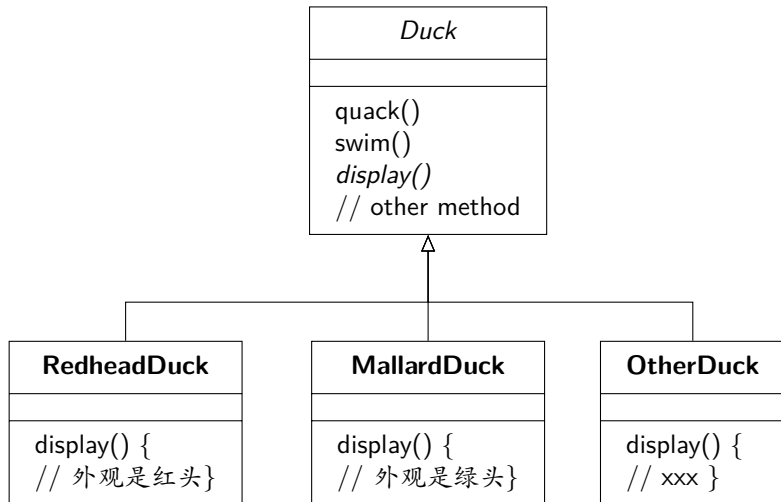 Duck
quack()
swim()
display()
// other method
RedheadDuck
display() {
// 外观是红头}
MallardDuck
display() {
// 外观是绿头}
OtherDuck
display() {
// xxx }